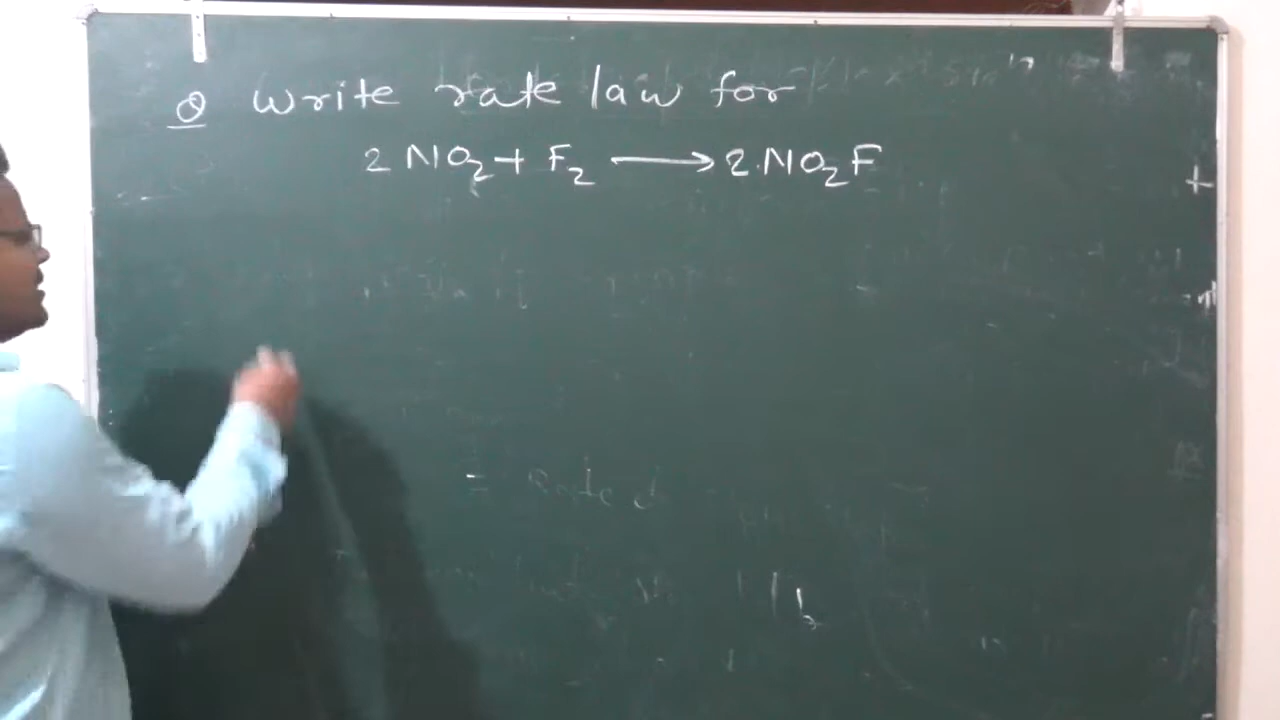 Q Write rate law for
2 NO₂ + F₂ ⟶ 2.NO₂F